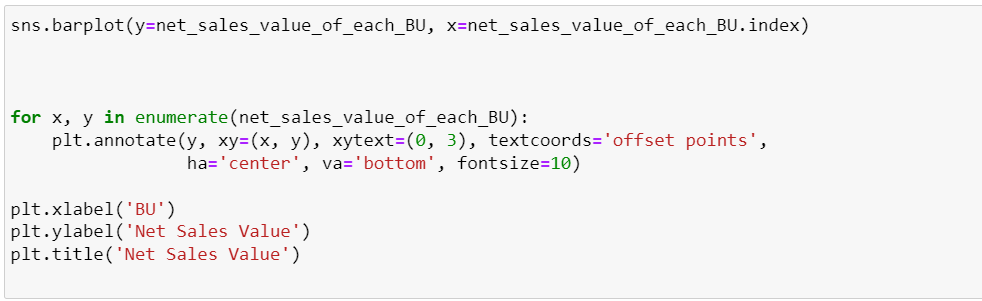 sns.barplot(y=net_sales_value_of_each_BU, x=net_sales_value_of_each_BU.index)
for x, y in enumerate(net_sales_value_of_each_BU):
    plt.annotate(y, xy=(x, y), xytext=(0, 3), textcoords='offset points',
                 ha='center', va='bottom', fontsize=10)
plt.xlabel('BU')
plt.ylabel('Net Sales Value')
plt.title('Net Sales Value')